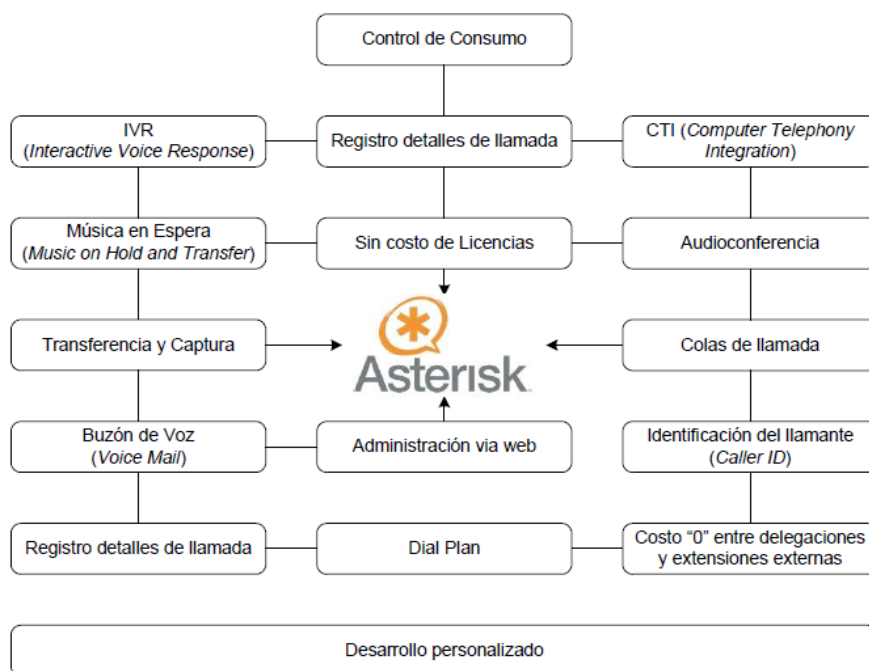 Control de Consumo
IVR
(Interactive Voice Response)
Registro detalles de llamada
CTI (Computer Telephony
Integration)
Música en Espera
(Music on Hold and Transfer)
Sin costo de Licencias
Audioconferencia
Transferencia y Captura
Asterisk
Colas de llamada
Buzón de Voz
(Voice Mail)
Administración via web
Identificación del llamante
(Caller ID)
Registro detalles de llamada
Dial Plan
Costo “0” entre delegaciones
y extensiones externas
Desarrollo personalizado